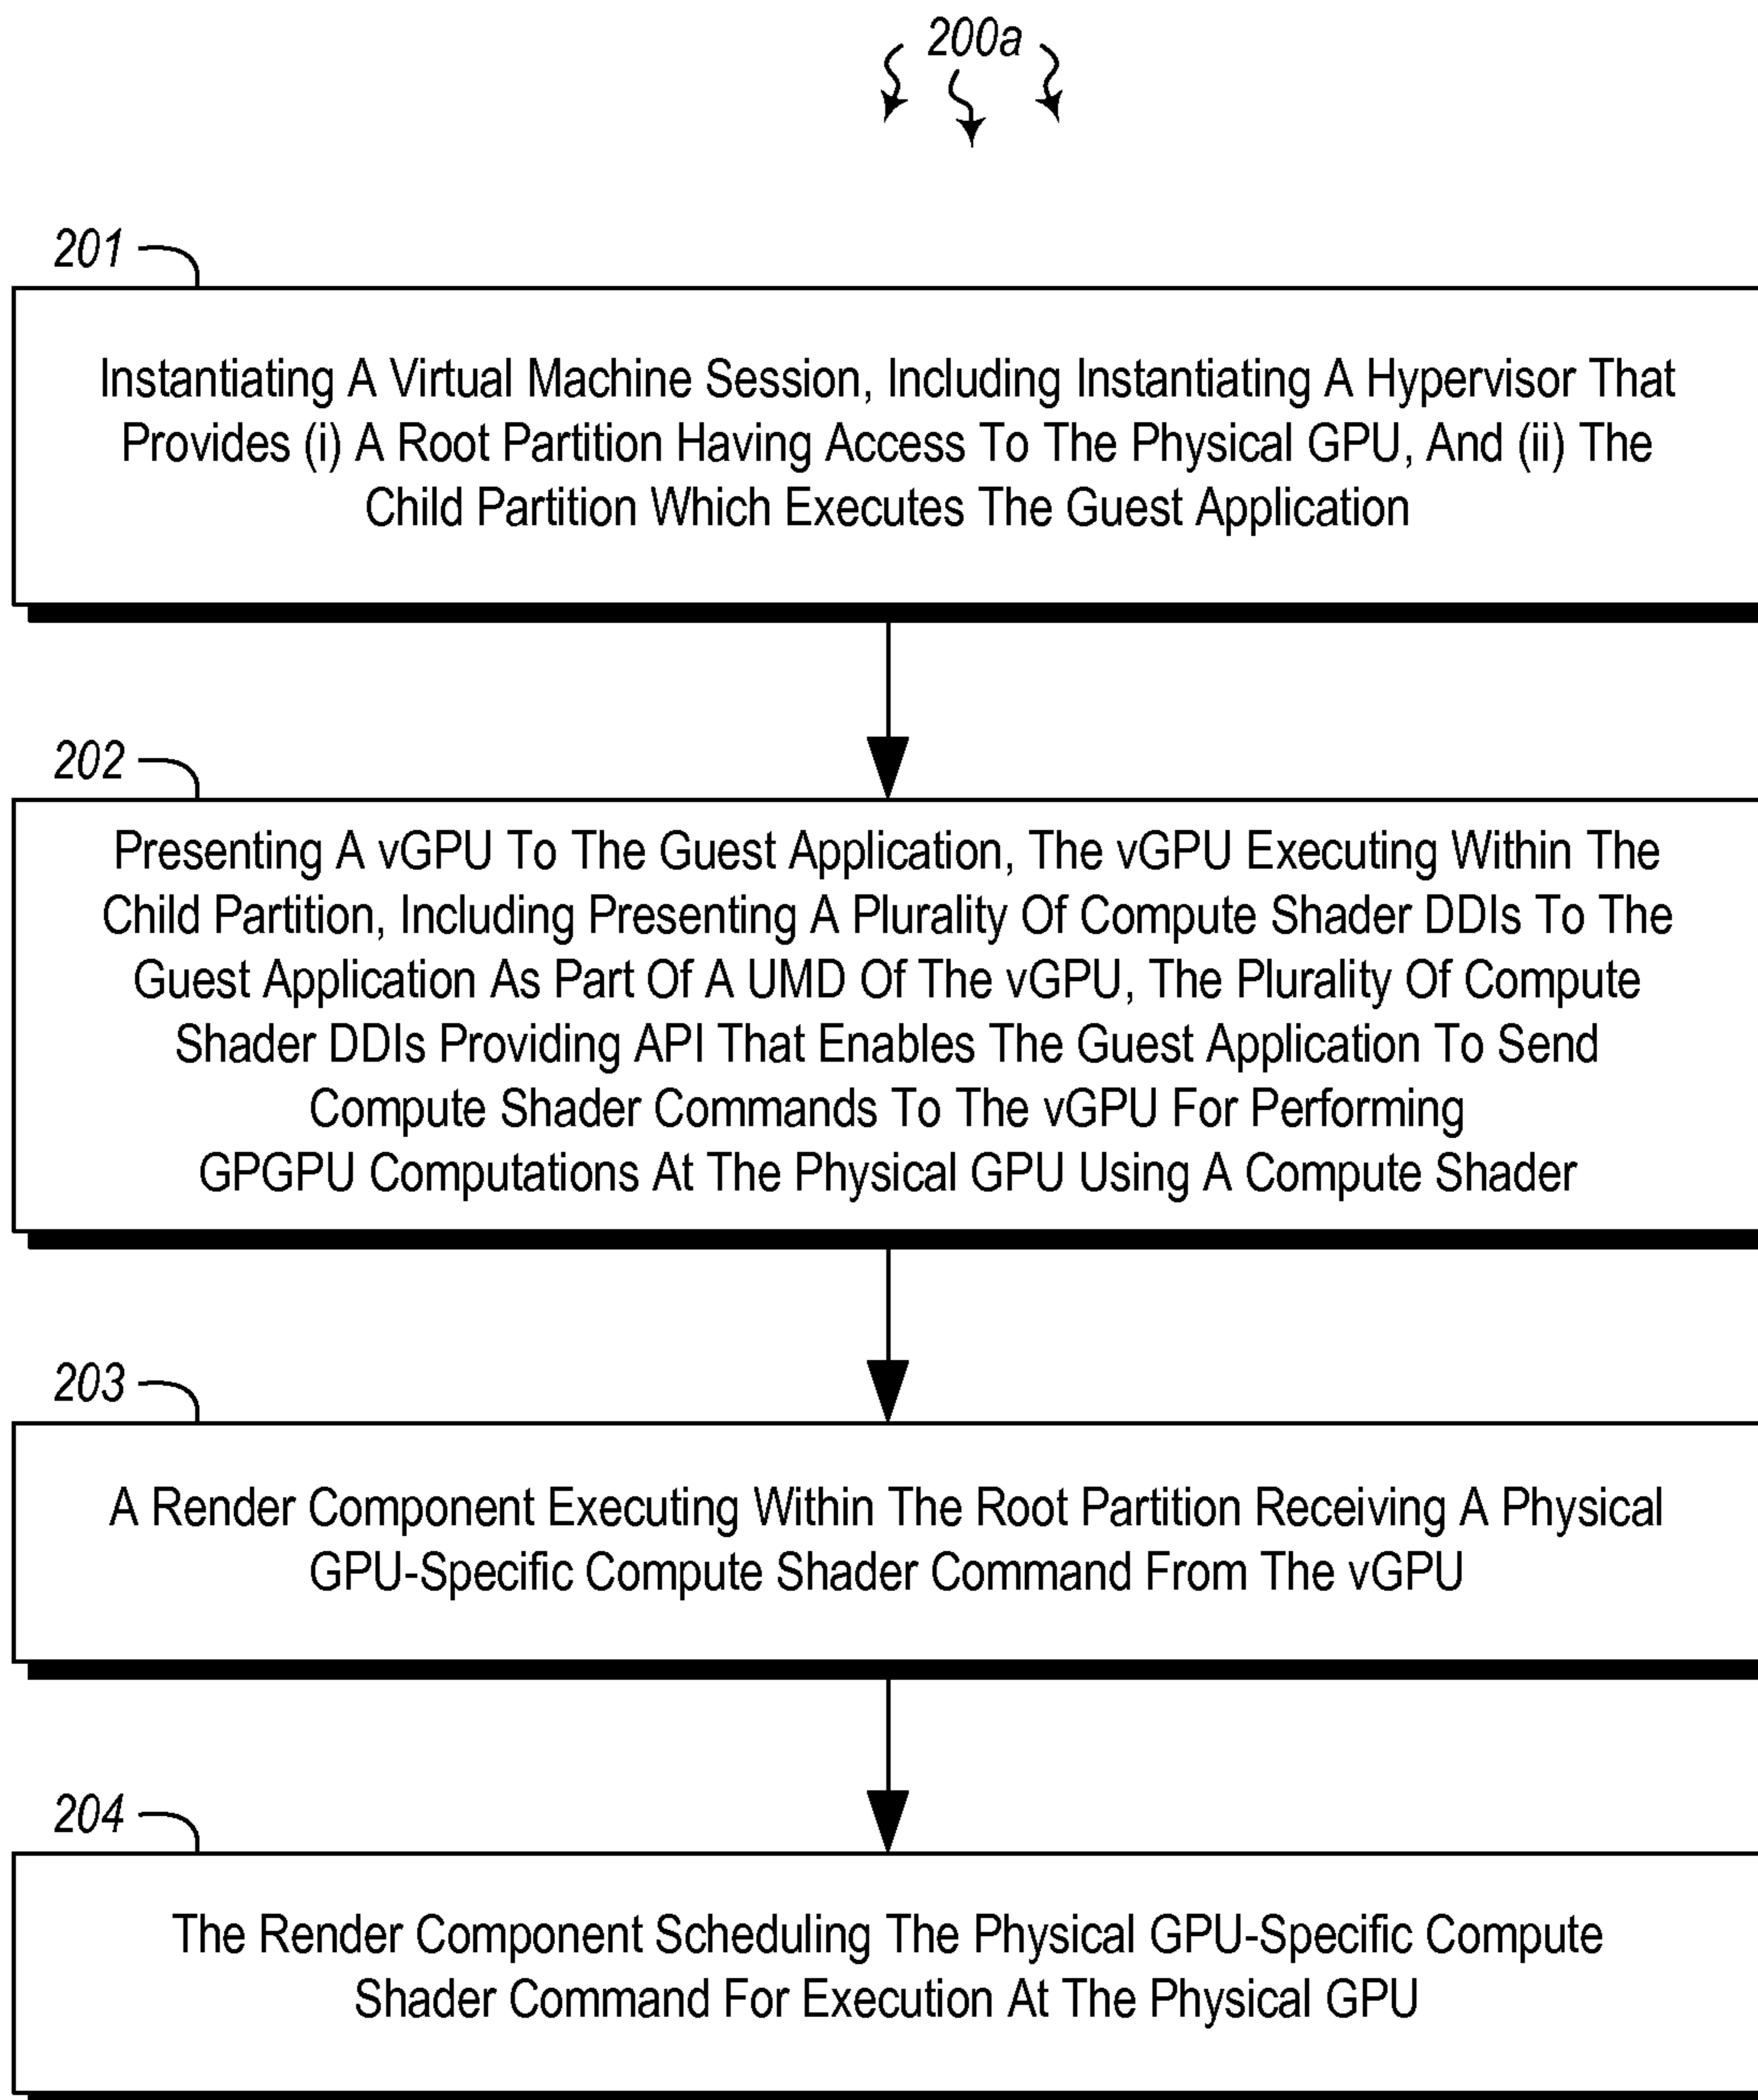 200a
201
Instantiating A Virtual Machine Session, Including Instantiating A Hypervisor That
Provides (i) A Root Partition Having Access To The Physical GPU, And (ii) The
Child Partition Which Executes The Guest Application
202
Presenting A vGPU To The Guest Application, The vGPU Executing Within The
Child Partition, Including Presenting A Plurality Of Compute Shader DDIs To The
Guest Application As Part Of A UMD Of The vGPU, The Plurality Of Compute
Shader DDIs Providing API That Enables The Guest Application To Send
Compute Shader Commands To The vGPU For Performing
GPGPU Computations At The Physical GPU Using A Compute Shader
203
A Render Component Executing Within The Root Partition Receiving A Physical
GPU-Specific Compute Shader Command From The vGPU
204
The Render Component Scheduling The Physical GPU-Specific Compute
Shader Command For Execution At The Physical GPU